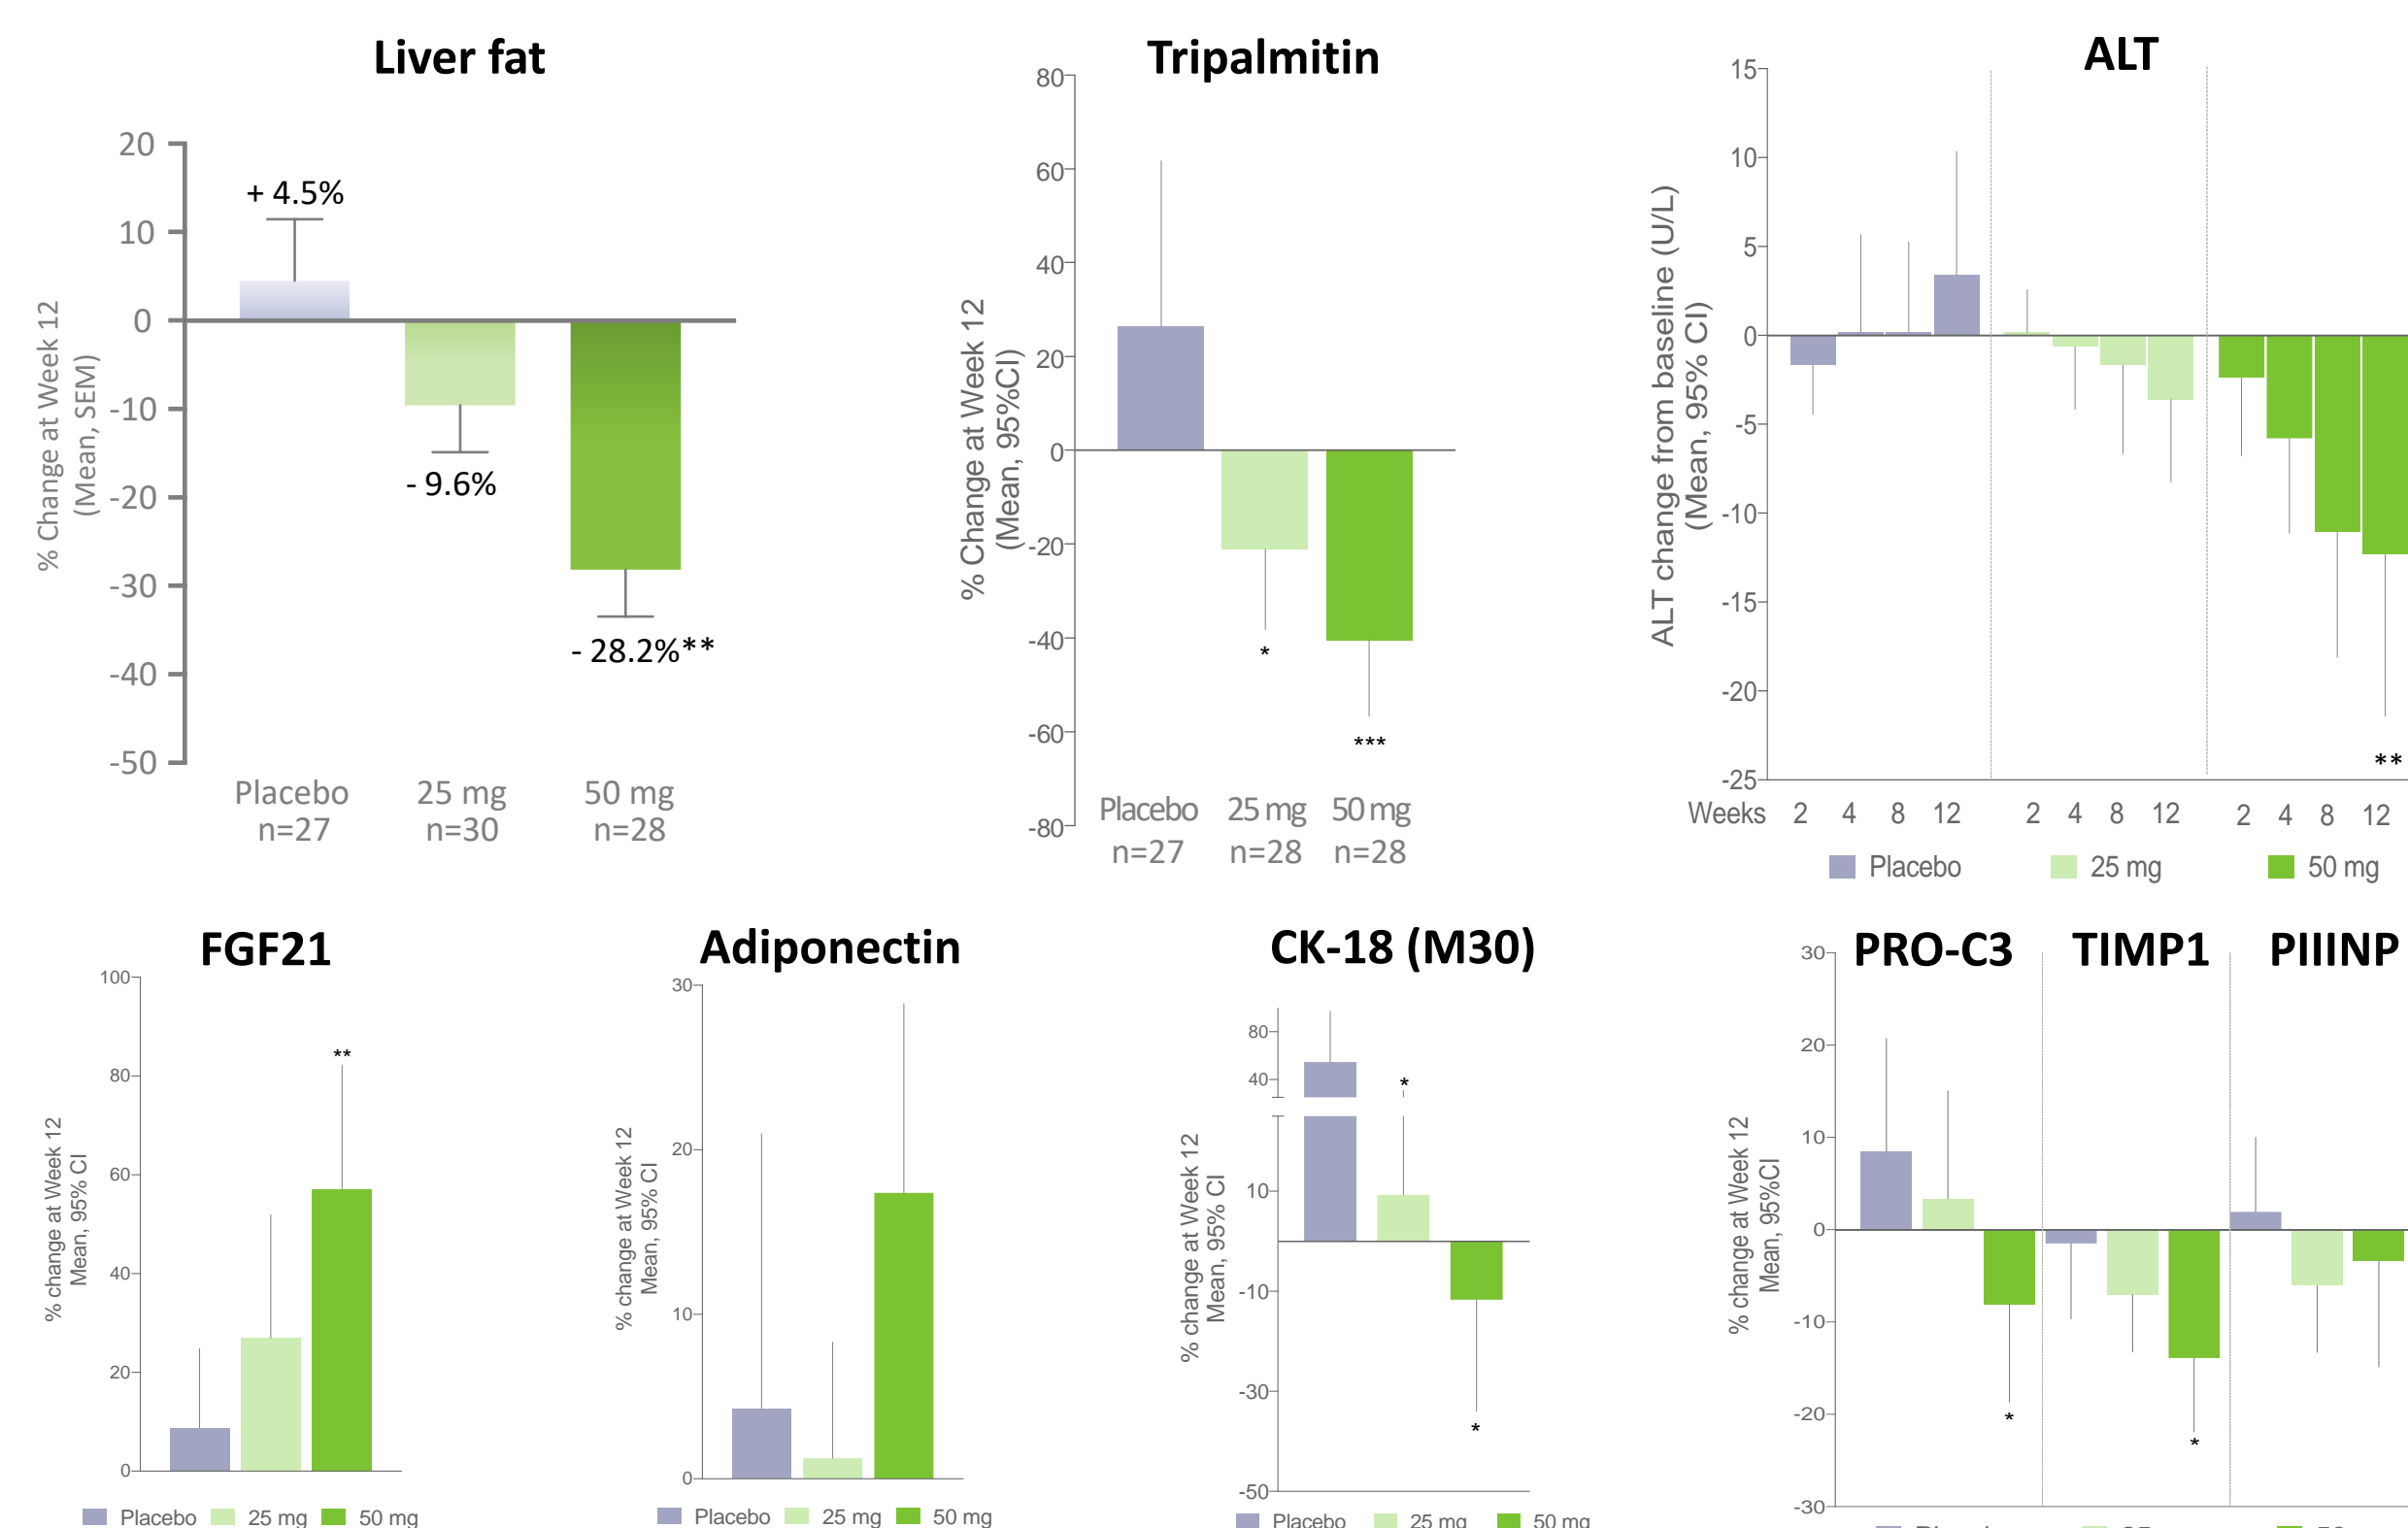 Liver fat
20
10
0
-10
-20
-30
-40
-50
% Change at Week 12
(Mean, SEM)
+ 4.5%
- 9.6%
- 28.2%**
Placebo 25 mg 50 mg
n=27 n=30 n=28
Tripalmitin
80
60
40
20
0
-20
-40
-60
-80
% Change at Week 12
(Mean, 95%CI)
*
***
Placebo 25 mg 50 mg
n=27 n=28 n=28
ALT
15
10
5
0
-5
-10
-15
-20
-25
ALT change from baseline (U/L)
(Mean, 95% CI)
**
Weeks 2 4 8 12 2 4 8 12 2 4 8 12
Placebo 25 mg 50 mg
FGF21
100
80
60
40
20
0
% change at Week 12
Mean, 95% CI
**
Placebo 25 mg 50 mg
Adiponectin
30
20
10
0
% change at Week 12
Mean, 95% CI
Placebo 25 mg 50 mg
CK-18 (M30)
80
40
10
-10
-30
-50
% change at Week 12
Mean, 95% CI
*
*
Placebo 25 mg 50 mg
PRO-C3 TIMP1 PIIINP
30
20
10
0
-10
-20
-30
% change at Week 12
Mean, 95%CI
*
*